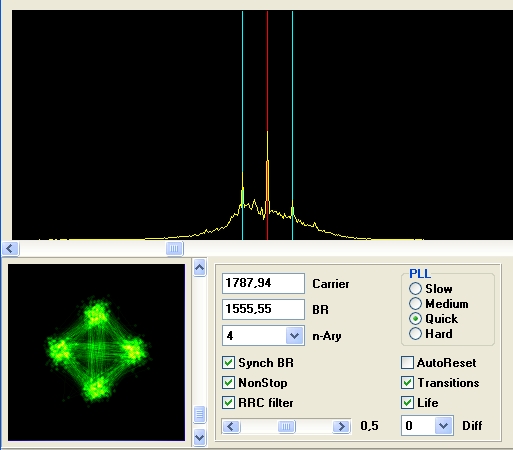 PLL
1787,94 Carrier
Slow
1555,55 BR
Medium
Quick
4 n-Ary
Hard
Synch BR
AutoReset
NonStop
Transitions
RRC filter
Life
0,5
0 Diff